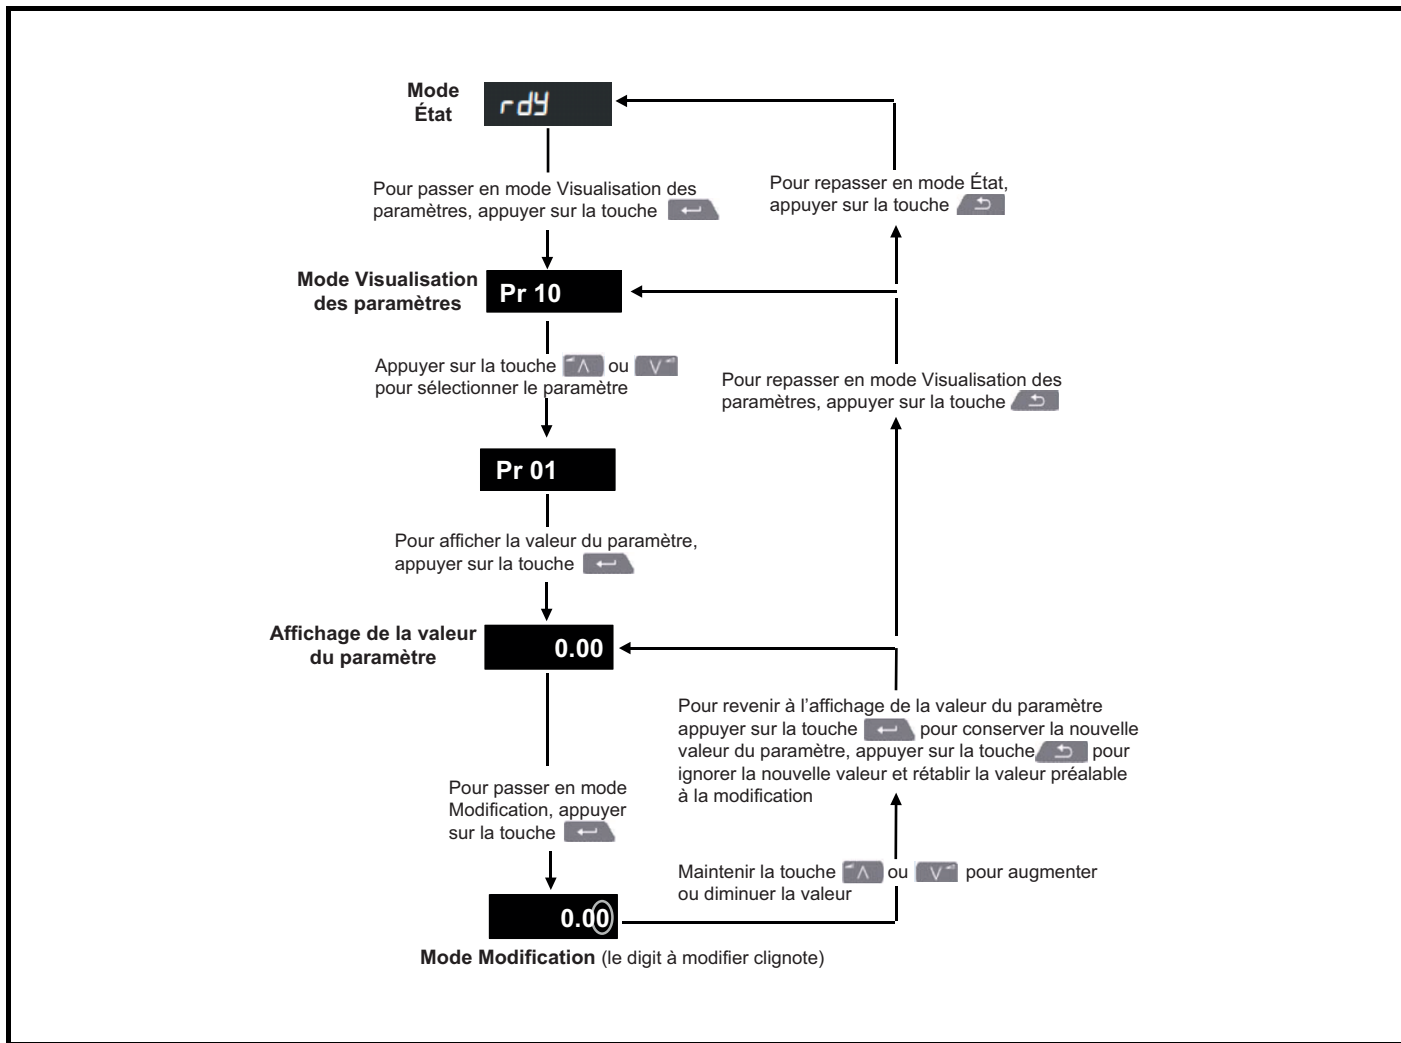 Mode
État
rdY
Pour passer en mode Visualisation des
paramètres, appuyer sur la touche
Pour repasser en mode État,
appuyer sur la touche
Mode Visualisation
des paramètres
Pr 10
Appuyer sur la touche ou
pour sélectionner le paramètre
Pour repasser en mode Visualisation des
paramètres, appuyer sur la touche
Pr 01
Pour afficher la valeur du paramètre,
appuyer sur la touche
Affichage de la valeur
du paramètre
0.00
Pour revenir à l'affichage de la valeur du paramètre
appuyer sur la touche pour conserver la nouvelle
valeur du paramètre, appuyer sur la touche pour
ignorer la nouvelle valeur et rétablir la valeur préalable
à la modification
Pour passer en mode
Modification, appuyer
sur la touche
Maintenir la touche ou pour augmenter
ou diminuer la valeur
0.00
Mode Modification (le digit à modifier clignote)